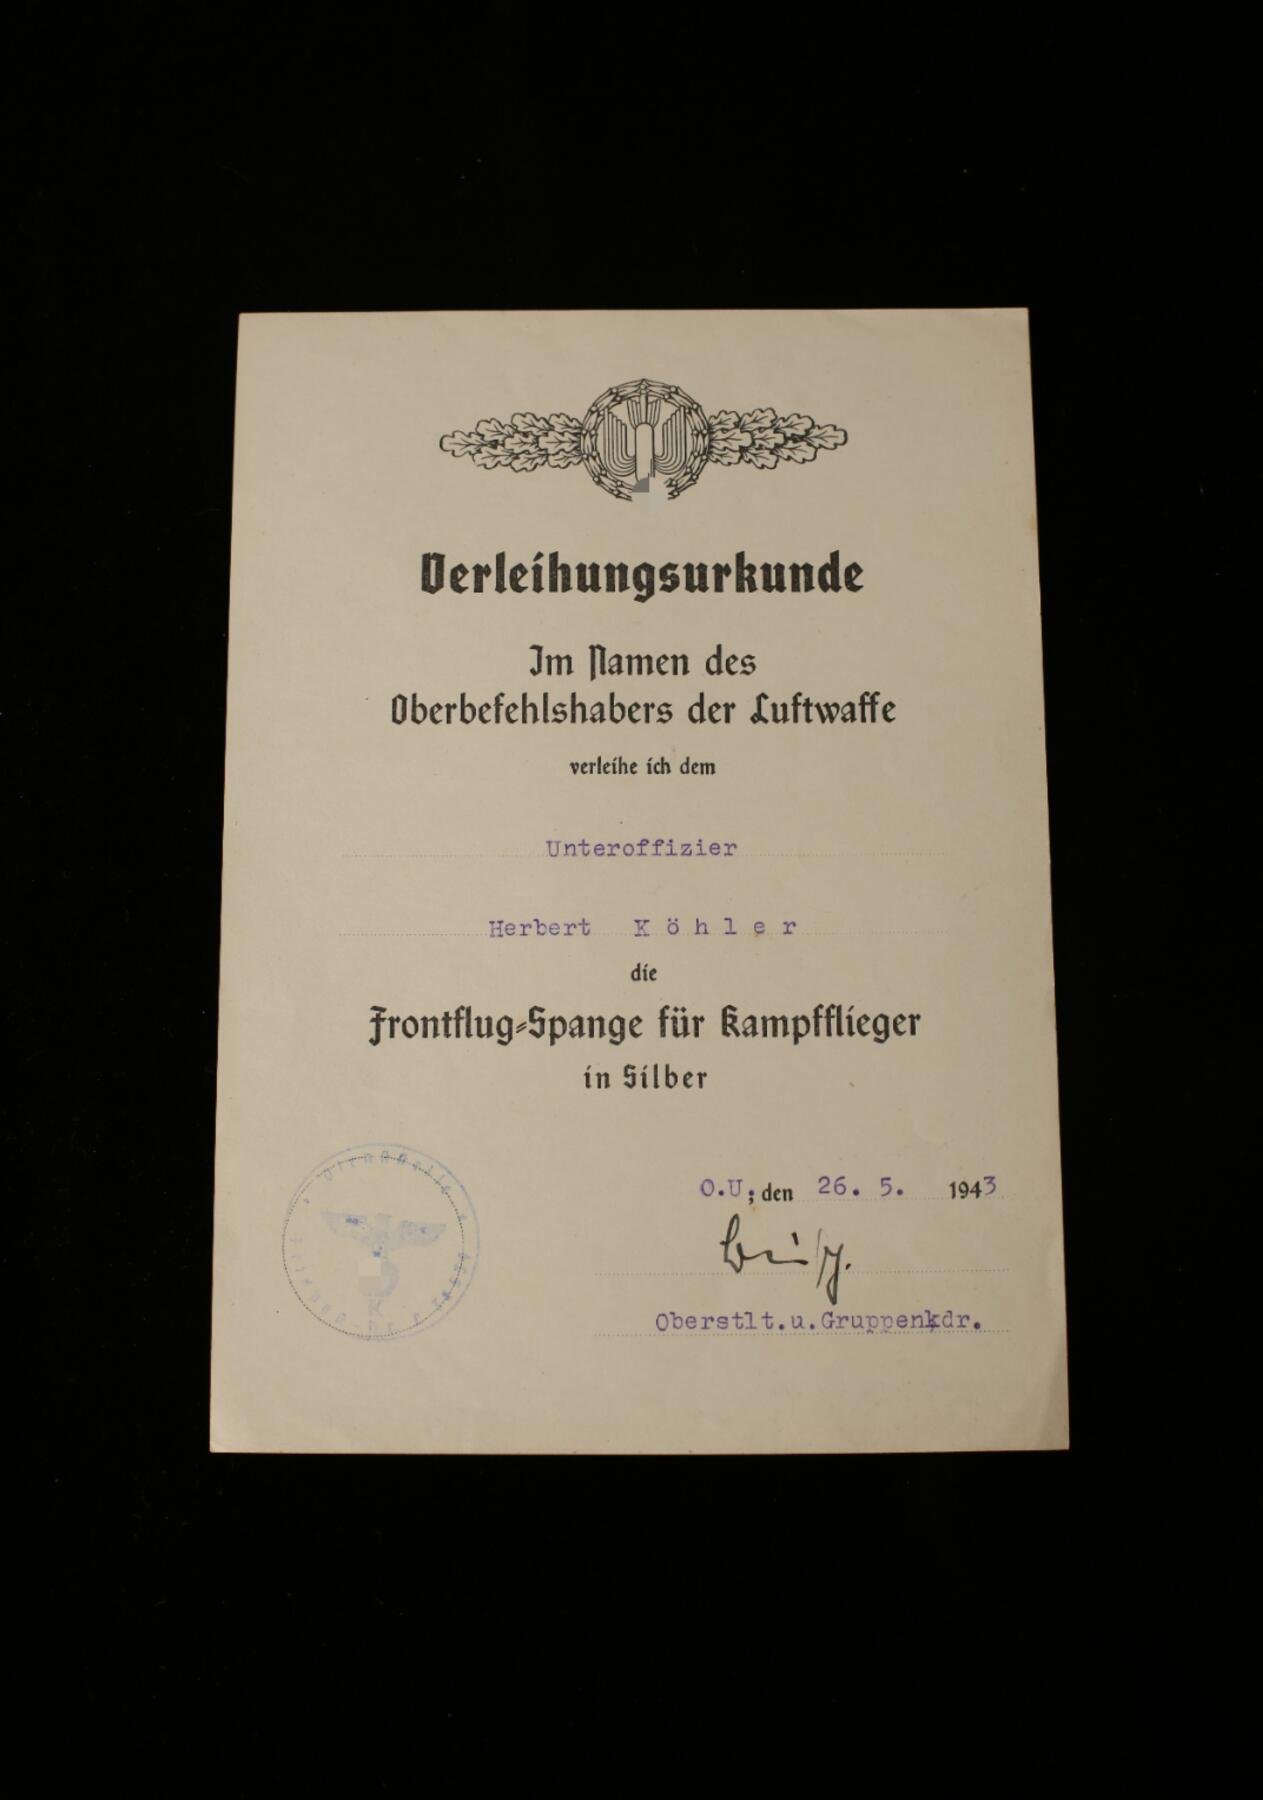 Verleihungsurkunde
Im Namen des
Oberbefehlshabers der Luftwaffe
verleihe ich dem
Unteroffizier
Herbert Köhler
die
Frontflug-Spange für Kampfflieger
in Silber
O.U., den 26. 5. 1943
Oberstlt.u.Gruppenkdr.
Dienststelle